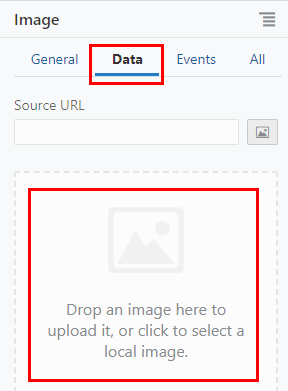 Image
General Data Events All
Source URL
Drop an image here to
upload it, or click to select a
local image.